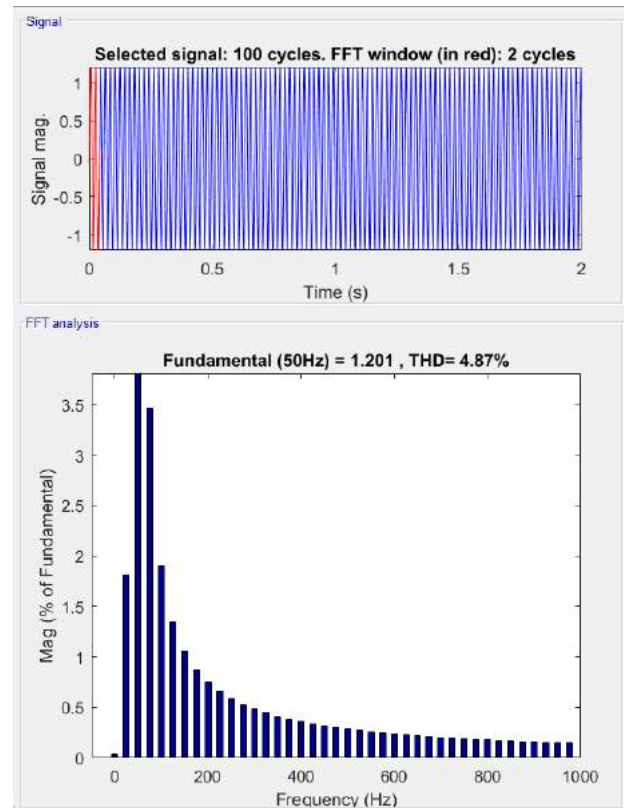 Signal
Selected signal: 100 cycles. FFT window (in red): 2 cycles
1
0.5
0
-0.5
-1
Signal mag.
0 0.5 1 1.5 2
Time (s)
FFT analysis
Fundamental (50Hz) = 1.201 , THD= 4.87%
3.5
3
2.5
2
1.5
1
0.5
0
Mag (% of Fundamental)
0 200 400 600 800 1000
Frequency (Hz)